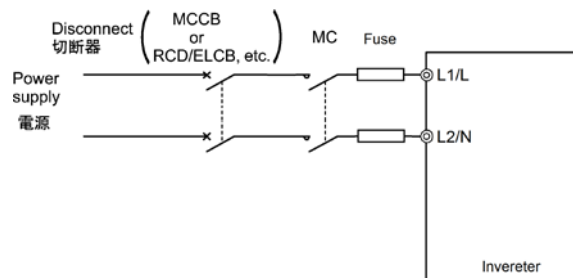 Disconnect
切断器
MCCB
or
RCD/ELCB, etc.
MC
Fuse
Power
supply
電源
L1/L
L2/N
Invereter